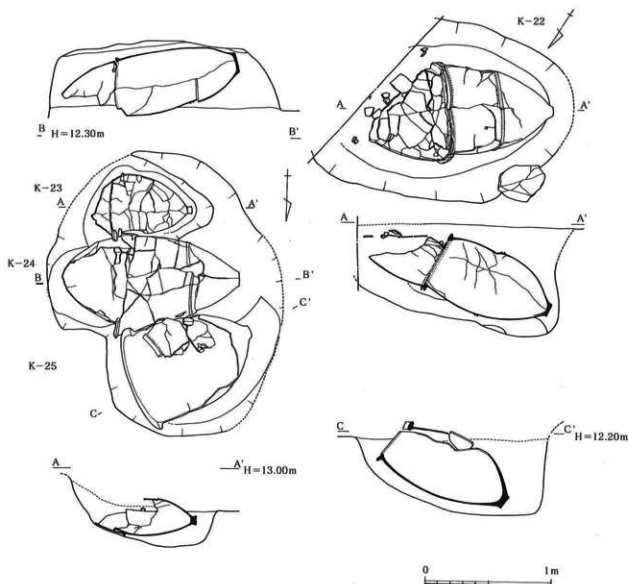 K-22
A
A'
B H=12.30m
B'
K-23
A
A'
K-24
B
B'
C'
K-25
C
A
A'
C
C' H=12.20m
A
A' H=13.00m
0
1m